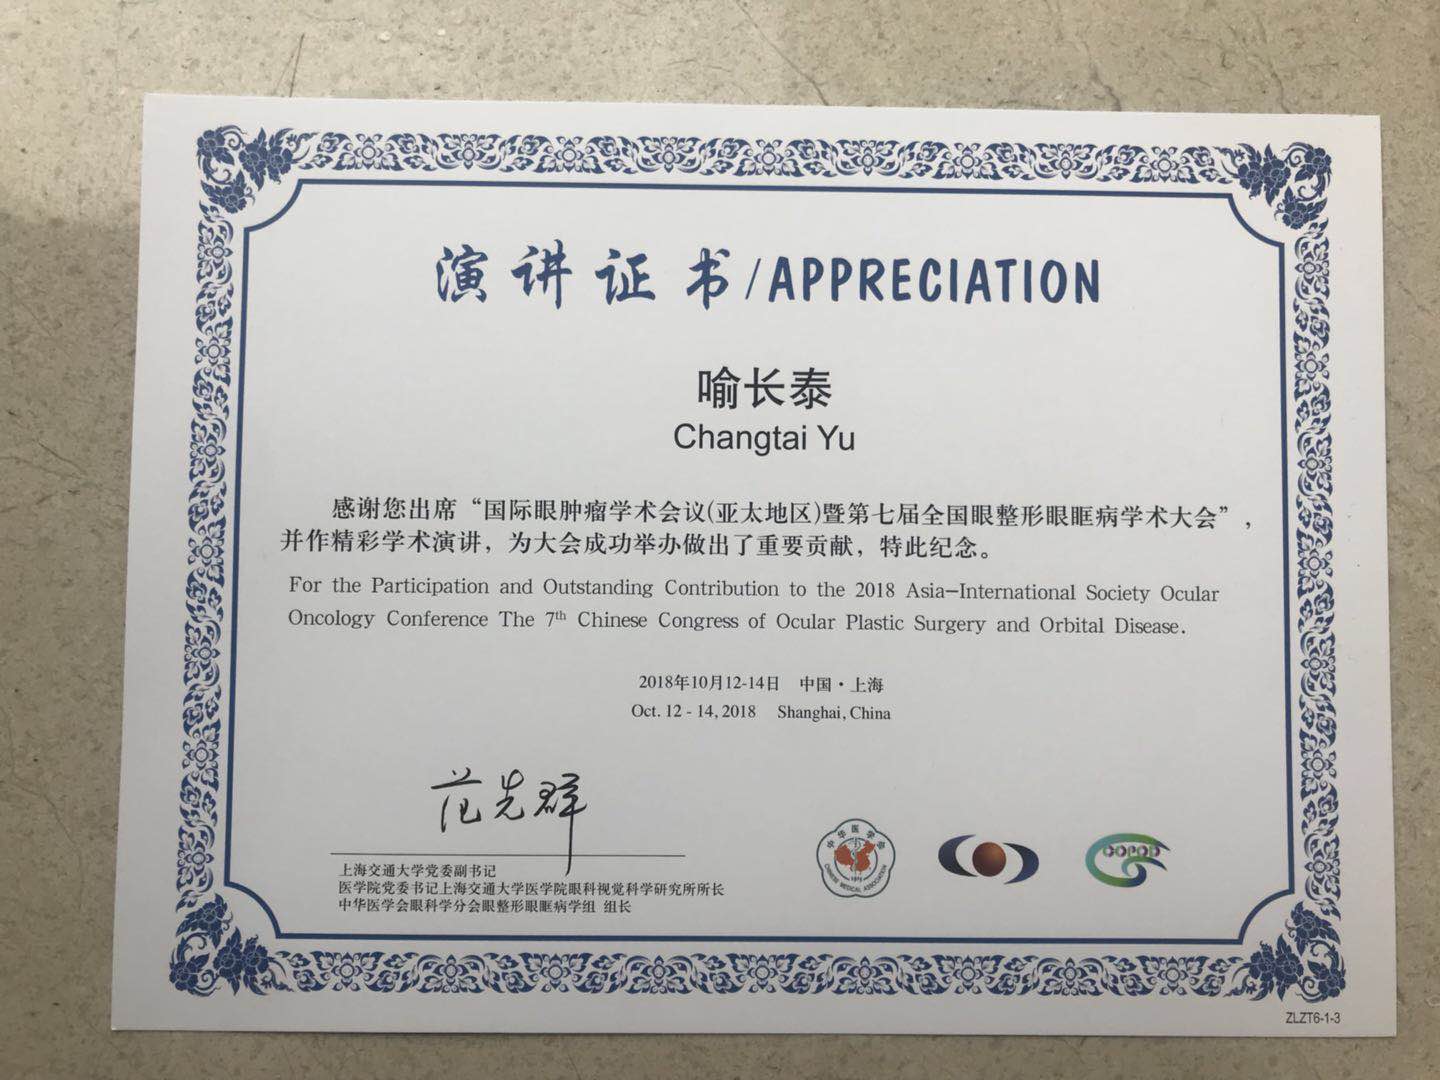 演讲证书/APPRECIATION
喻长泰
Changtai Yu
感谢您出席“国际眼肿瘤学术会议(亚太地区)暨第七届全国眼整形眼眶病学术大会”,
并作精彩学术演讲，为大会成功举办做出了重要贡献，特此纪念。
For the Participation and Outstanding Contribution to the 2018 Asia-International Society Ocular
Oncology Conference The 7th Chinese Congress of Ocular Plastic Surgery and Orbital Disease.
2018年10月12-14日 中国·上海
Oct. 12 - 14, 2018 Shanghai, China
范先群
上海交通大学党委副书记
医学院党委书记上海交通大学医学院眼科视觉科学研究所所长
中华医学会眼科学分会眼整形眼眶病学组 组长
中华医学会
1915
CHINESE MEDICAL ASSOCIATION
ZLZT6-1-3